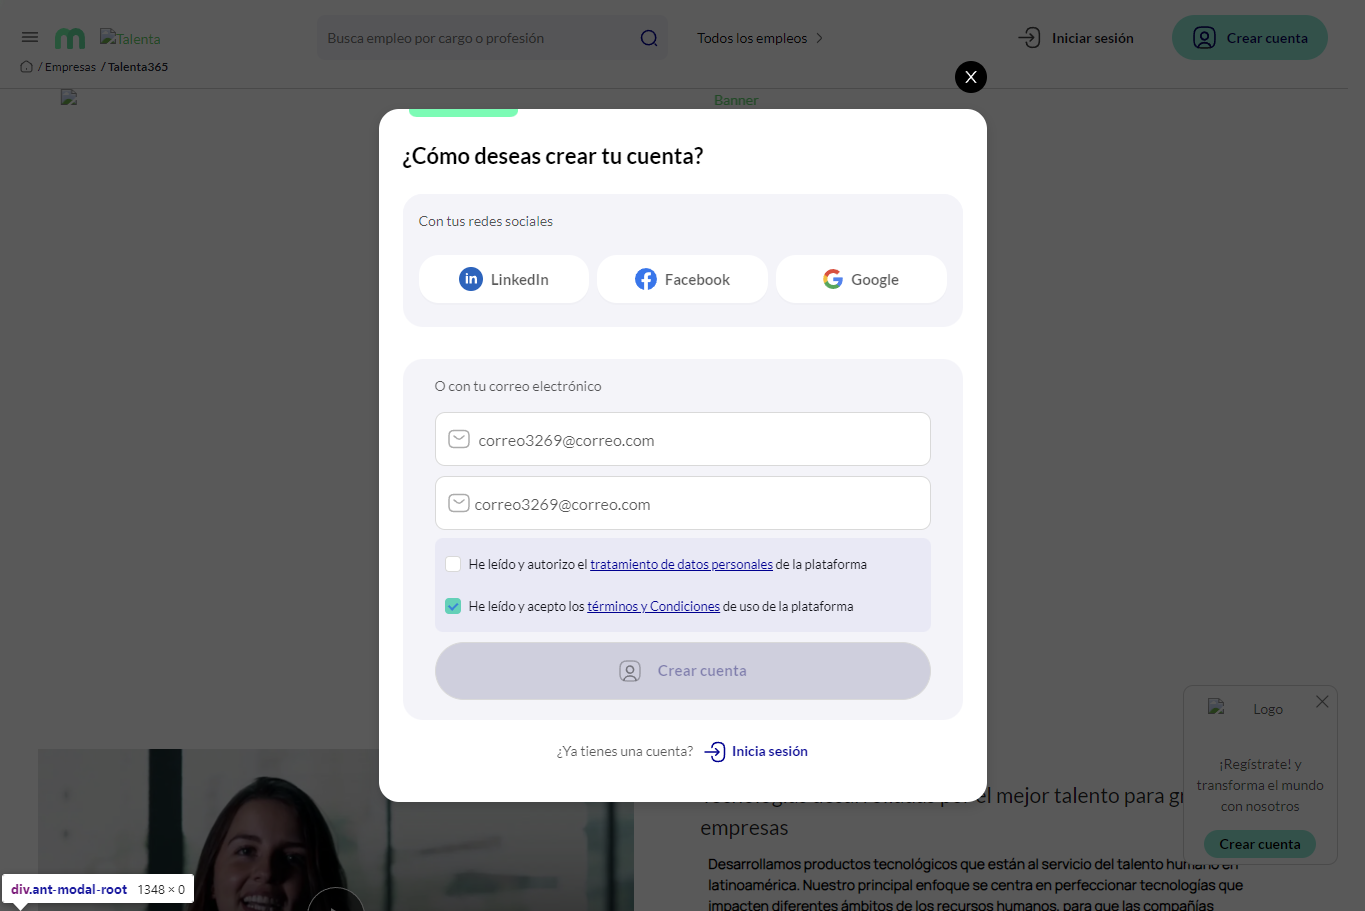 Talenta
Busca empleo por cargo o profesión
Todos los empleos
Iniciar sesión
Crear cuenta
/ Empresas / Talenta365
X
Banner
¿Cómo deseas crear tu cuenta?
Con tus redes sociales
LinkedIn
Facebook
Google
O con tu correo electrónico
correo3269@correo.com
correo3269@correo.com
He leído y autorizo el tratamiento de datos personales de la plataforma
He leído y acepto los términos y Condiciones de uso de la plataforma
Crear cuenta
¿Ya tienes una cuenta? Inicia sesión
Logo
¡Regístrate! y
transforma el mundo
con nosotros
Crear cuenta
el mejor talento para gr
empresas
Desarrollamos productos tecnológicos que están al servicio del talento humano en
latinoamérica. Nuestro principal enfoque se centra en perfeccionar tecnologías que
impacten diferentes ámbitos de los recursos humanos, para que las compañías
div.ant-modal-root 1348 × 0